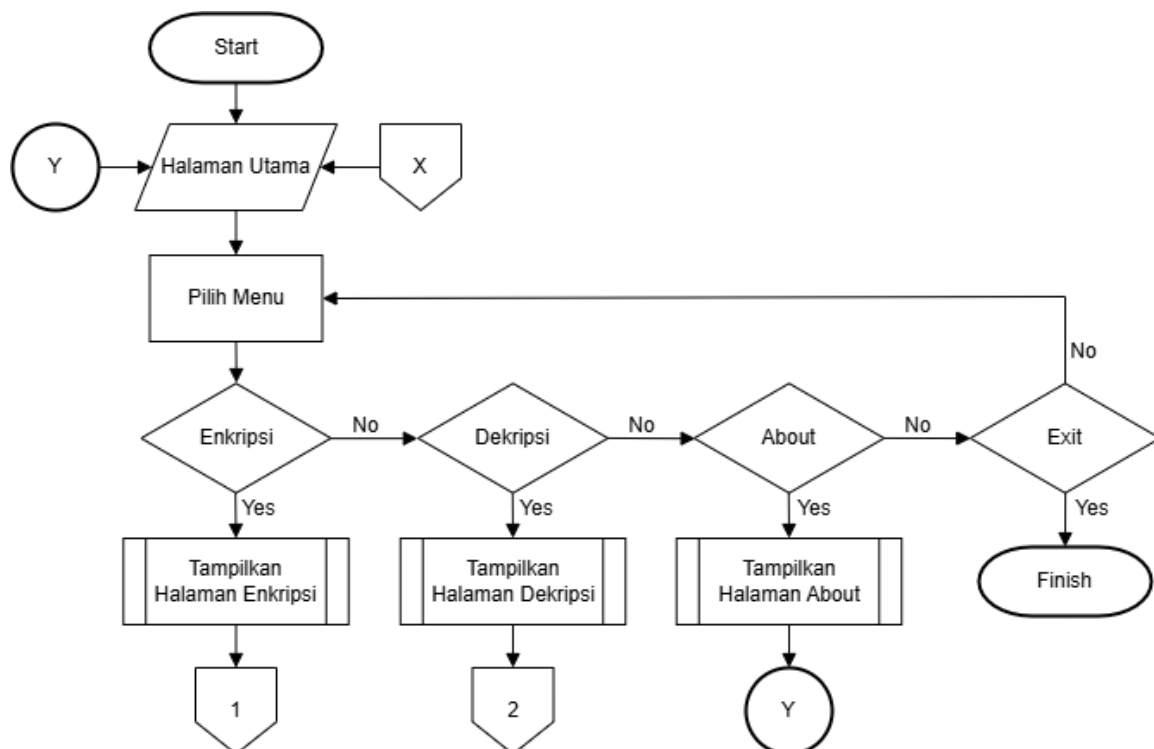 Start
Y
Halaman Utama
X
Pilih Menu
No
Enkripsi
No
Dekripsi
No
About
No
Exit
Yes
Yes
Yes
Yes
Tampilkan
Halaman Enkripsi
Tampilkan
Halaman Dekripsi
Tampilkan
Halaman About
Finish
1
2
Y